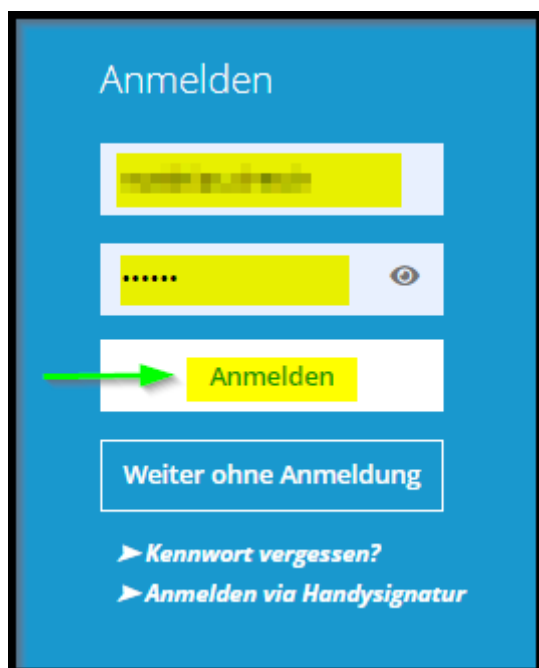 Anmelden
••••••
Anmelden
Weiter ohne Anmeldung
➤ Kennwort vergessen?
➤ Anmelden via Handysignatur